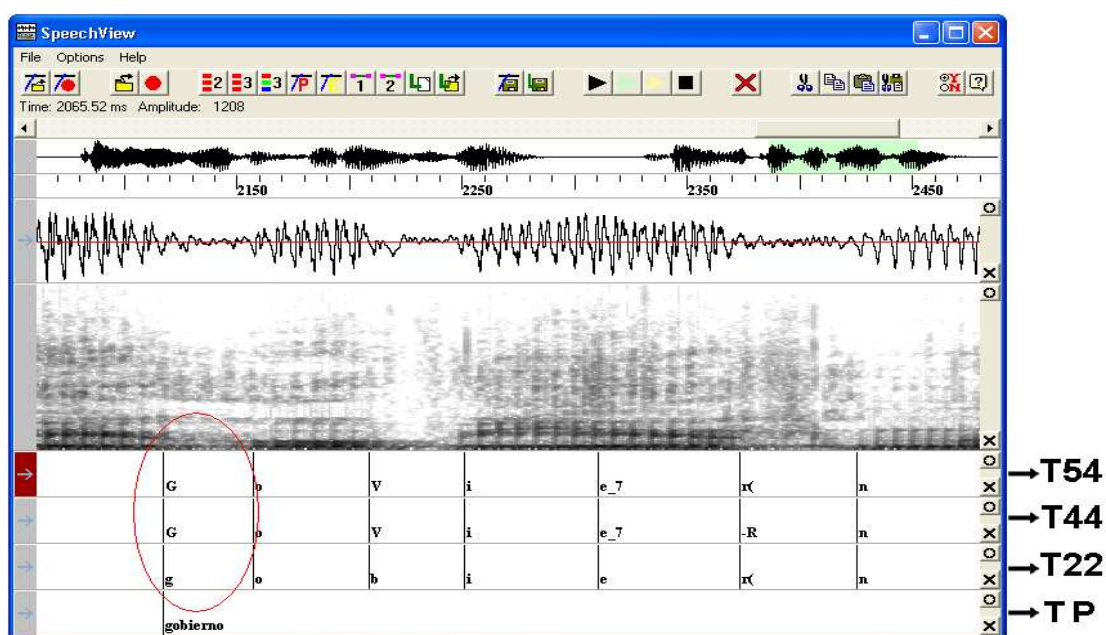 SpeechView
File Options Help
Time: 2065.52 ms Amplitude: 1208
2150 2250 2350 2450
G o V i e_7 r( n →T54
G o V i e_7 -R n →T44
g o b i e r( n →T22
gobierno →TP